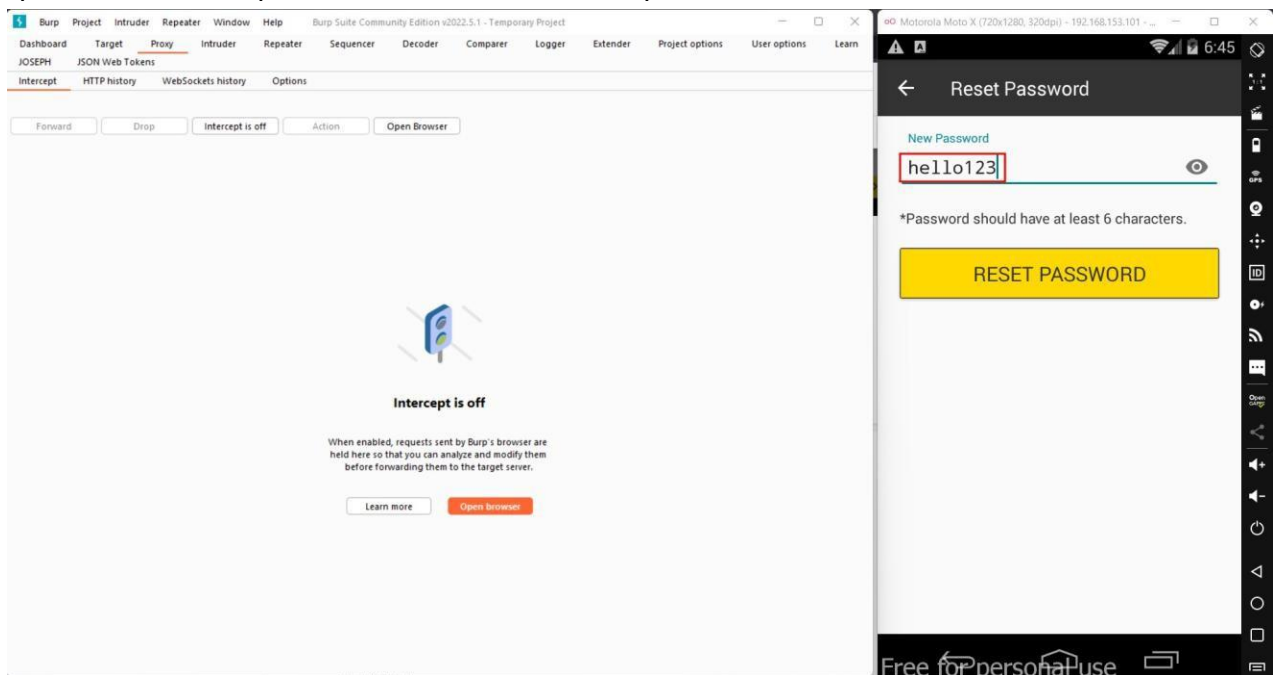 Burp Project Intruder Repeater Window Help Burp Suite Community Edition v2022.5.1 - Temporary Project
Dashboard Target Proxy Intruder Repeater Sequencer Decoder Comparer Logger Extender Project options User options Learn
JOSEPH JSON Web Tokens
Intercept HTTP history WebSockets history Options
Forward Drop Intercept is off Action Open Browser
Intercept is off
When enabled, requests sent by Burp's browser are
held here so that you can analyze and modify them
before forwarding them to the target server.
Learn more Open browser
Motorola Moto X (720x1280, 320dpi) - 192.168.153.101 - ...
6:45
Reset Password
New Password
hello123
*Password should have at least 6 characters.
RESET PASSWORD
Free for personal use
GPS
ID
Open
GAPPS